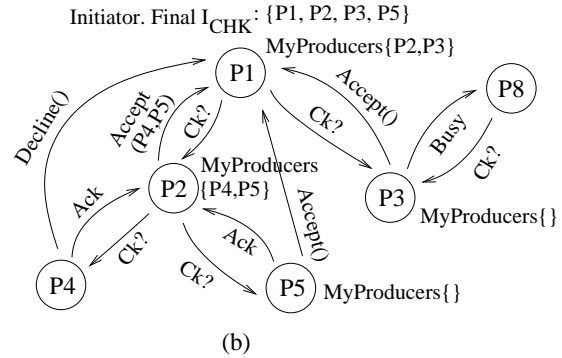 Initiator. Final I_CHK : {P1, P2, P3, P5}
MyProducers{P2,P3}
P1
P8
Decline()
Accept
(P4,P5)
Ck?
Ck?
Accept()
Busy
Ck?
MyProducers
{P4,P5}
P2
P3
MyProducers{}
Ack
Ck?
Ck?
Ack
Accept()
P4
P5
MyProducers{}
(b)